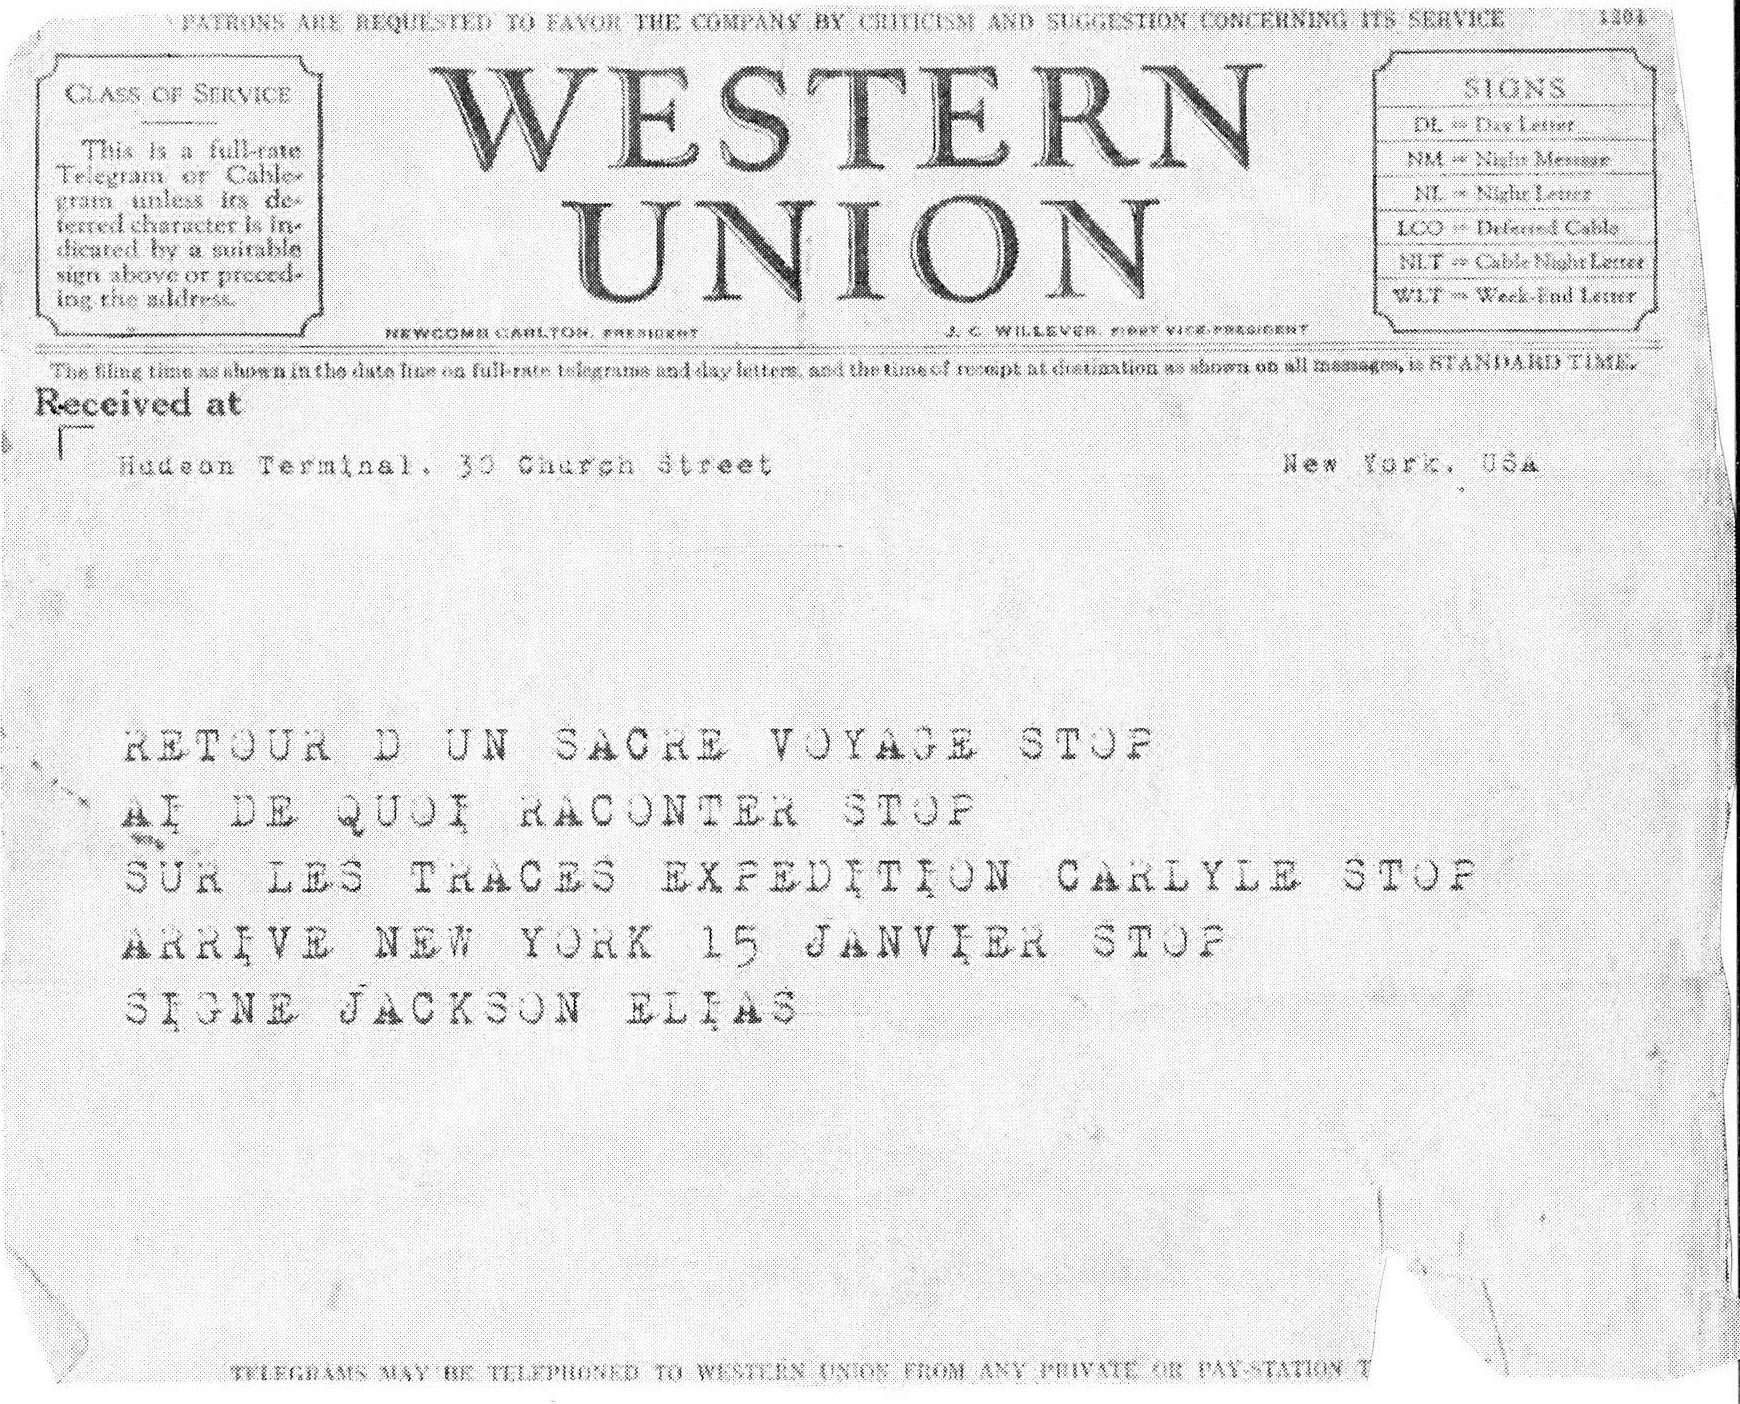 PATRONS ARE REQUESTED TO FAVOR THE COMPANY BY CRITICISM AND SUGGESTION CONCERNING ITS SERVICE 1201
CLASS OF SERVICE
This is a full-rate
Telegram or Cable-
gram unless its de-
ferred character is in-
dicated by a suitable
sign above or preced-
ing the address.
WESTERN
UNION
NEWCOMB CARLTON, PRESIDENT
J. C. WILLEVER, FIRST VICE-PRESIDENT
SIGNS
DL = Day Letter
NM = Night Message
NL = Night Letter
LCO = Deferred Cable
NLT = Cable Night Letter
WLT = Week-End Letter
The filing time as shown in the date line on full-rate telegrams and day letters, and the time of receipt at destination as shown on all messages, is STANDARD TIME.
Received at
Hudson Terminal. 30 Church Street New York. USA
RETOUR D UN SACRE VOYAGE STOP
AI DE QUOI RACONTER STOP
SUR LES TRACES EXPEDITION CARLYLE STOP
ARRIVE NEW YORK 15 JANVIER STOP
SIGNE JACKSON ELIAS
TELEGRAMS MAY BE TELEPHONED TO WESTERN UNION FROM ANY PRIVATE OR PAY-STATION T